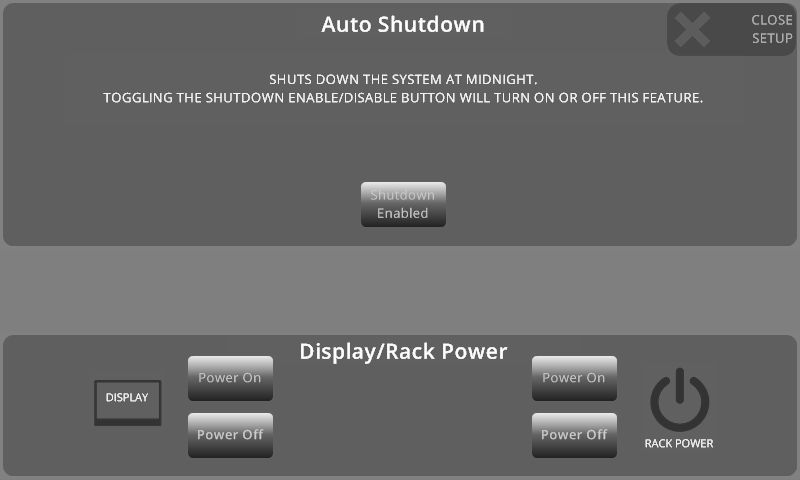 Auto Shutdown
CLOSE
SETUP
SHUTS DOWN THE SYSTEM AT MIDNIGHT.
TOGGLING THE SHUTDOWN ENABLE/DISABLE BUTTON WILL TURN ON OR OFF THIS FEATURE.
Shutdown
Enabled
Display/Rack Power
DISPLAY
Power On
Power Off
Power On
Power Off
RACK POWER